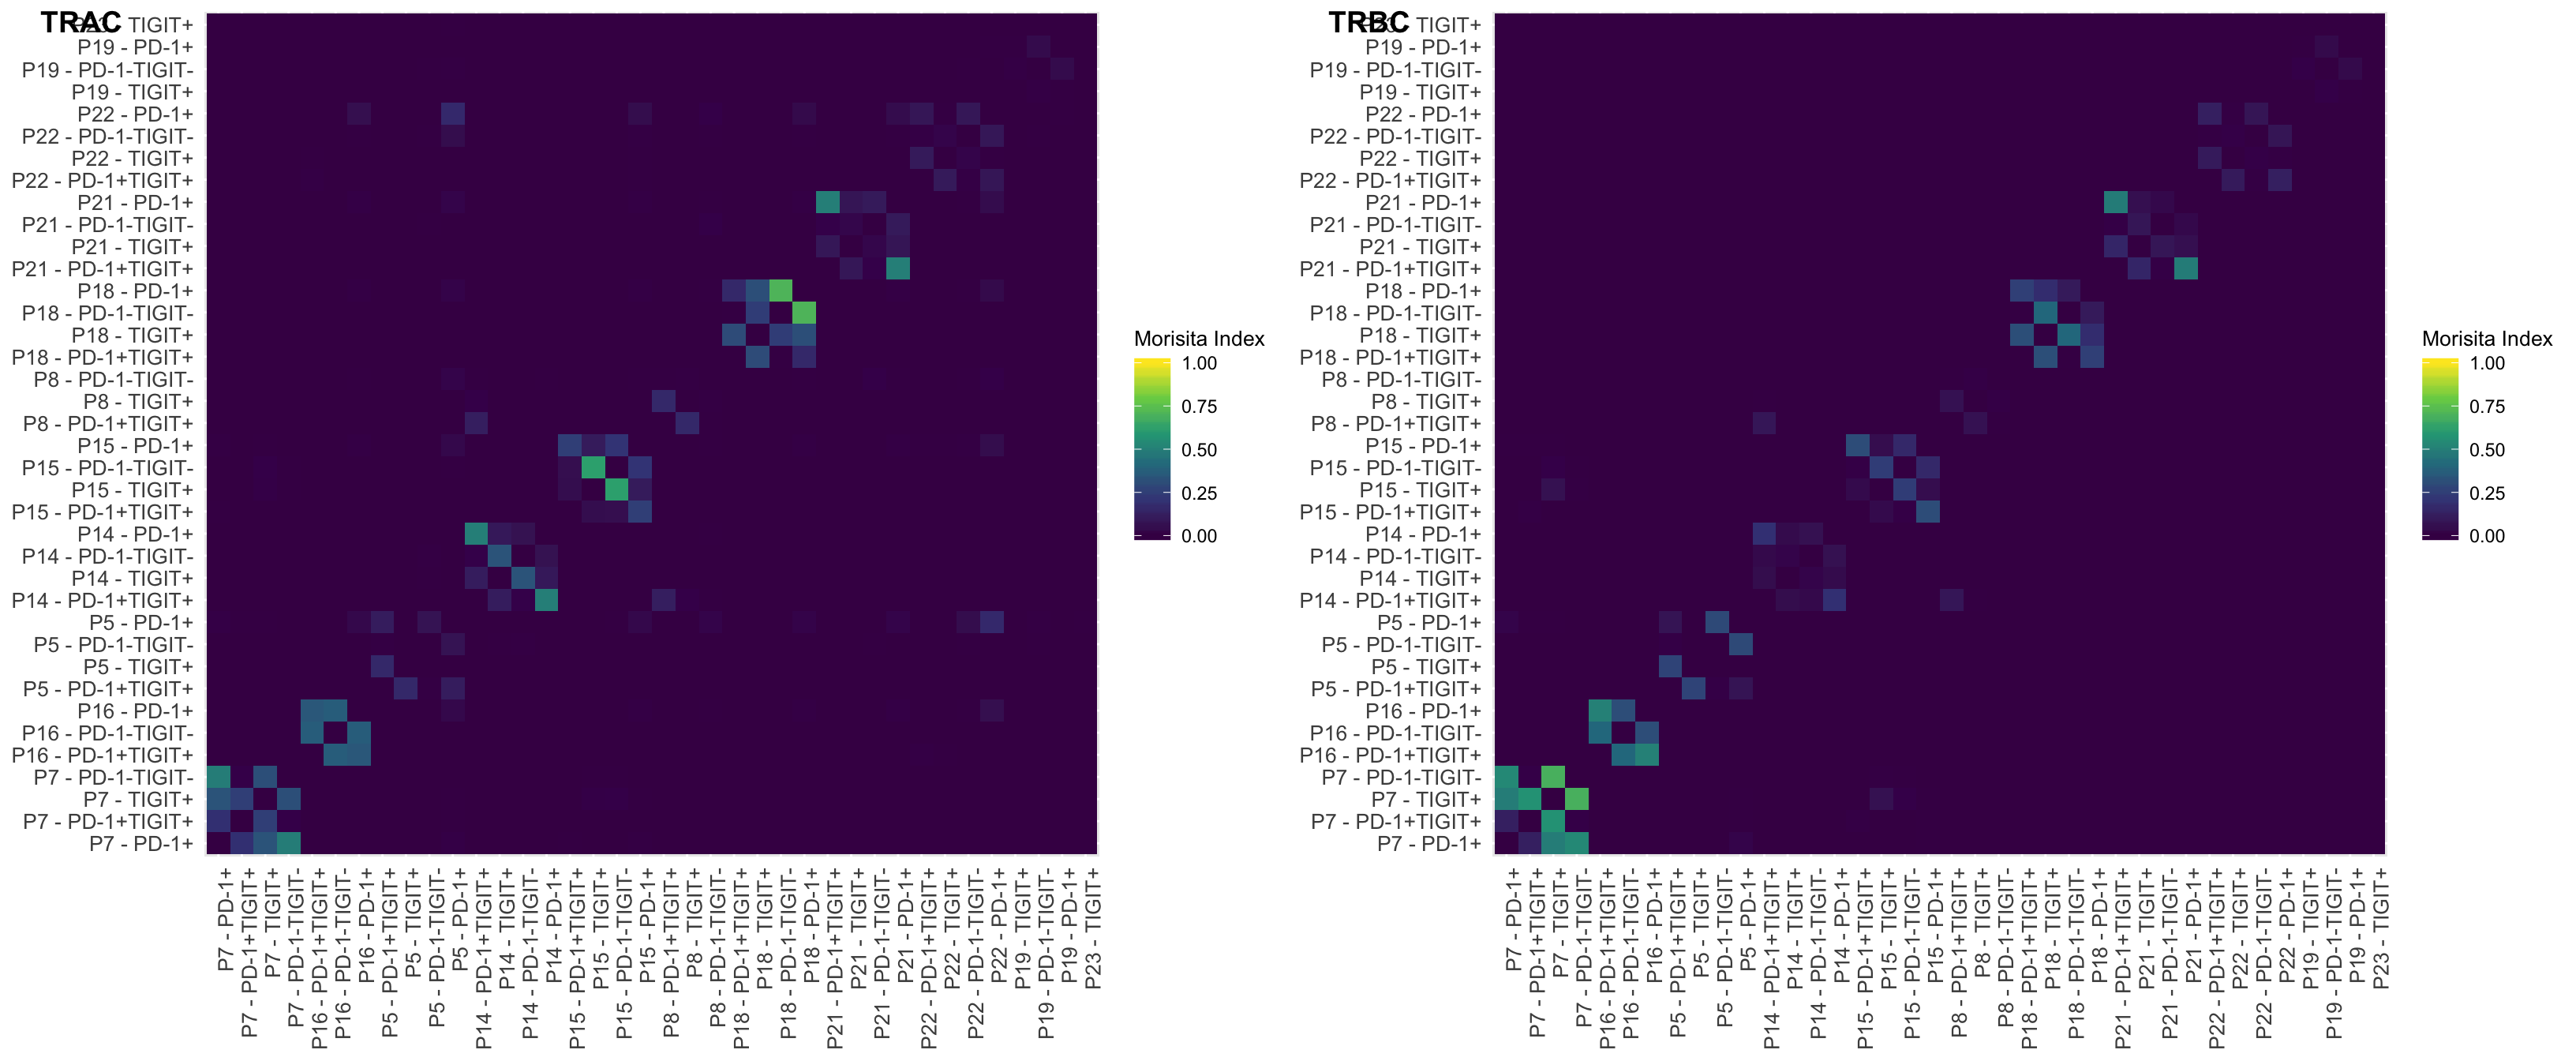 TRAC
P23 - TIGIT+
P19 - PD-1+
P19 - PD-1-TIGIT-
P19 - TIGIT+
P22 - PD-1+
P22 - PD-1-TIGIT-
P22 - TIGIT+
P22 - PD-1+TIGIT+
P21 - PD-1+
P21 - PD-1-TIGIT-
P21 - TIGIT+
P21 - PD-1+TIGIT+
P18 - PD-1+
P18 - PD-1-TIGIT-
P18 - TIGIT+
P18 - PD-1+TIGIT+
P8 - PD-1-TIGIT-
P8 - TIGIT+
P8 - PD-1+TIGIT+
P15 - PD-1+
P15 - PD-1-TIGIT-
P15 - TIGIT+
P15 - PD-1+TIGIT+
P14 - PD-1+
P14 - PD-1-TIGIT-
P14 - TIGIT+
P14 - PD-1+TIGIT+
P5 - PD-1+
P5 - PD-1-TIGIT-
P5 - TIGIT+
P5 - PD-1+TIGIT+
P16 - PD-1+
P16 - PD-1-TIGIT-
P16 - PD-1+TIGIT+
P7 - PD-1-TIGIT-
P7 - TIGIT+
P7 - PD-1+TIGIT+
P7 - PD-1+
P7 - PD-1+
P7 - PD-1+TIGIT+
P7 - TIGIT+
P7 - PD-1-TIGIT-
P16 - PD-1+TIGIT+
P16 - PD-1-TIGIT-
P16 - PD-1+
P5 - PD-1+TIGIT+
P5 - TIGIT+
P5 - PD-1-TIGIT-
P5 - PD-1+
P14 - PD-1+TIGIT+
P14 - TIGIT+
P14 - PD-1-TIGIT-
P14 - PD-1+
P15 - PD-1+TIGIT+
P15 - TIGIT+
P15 - PD-1-TIGIT-
P15 - PD-1+
P8 - PD-1+TIGIT+
P8 - TIGIT+
P8 - PD-1-TIGIT-
P18 - PD-1+TIGIT+
P18 - TIGIT+
P18 - PD-1-TIGIT-
P18 - PD-1+
P21 - PD-1+TIGIT+
P21 - TIGIT+
P21 - PD-1-TIGIT-
P21 - PD-1+
P22 - PD-1+TIGIT+
P22 - TIGIT+
P22 - PD-1-TIGIT-
P22 - PD-1+
P19 - TIGIT+
P19 - PD-1-TIGIT-
P19 - PD-1+
P23 - TIGIT+
Morisita Index
1.00
0.75
0.50
0.25
0.00
TRBC
P23 - TIGIT+
P19 - PD-1+
P19 - PD-1-TIGIT-
P19 - TIGIT+
P22 - PD-1+
P22 - PD-1-TIGIT-
P22 - TIGIT+
P22 - PD-1+TIGIT+
P21 - PD-1+
P21 - PD-1-TIGIT-
P21 - TIGIT+
P21 - PD-1+TIGIT+
P18 - PD-1+
P18 - PD-1-TIGIT-
P18 - TIGIT+
P18 - PD-1+TIGIT+
P8 - PD-1-TIGIT-
P8 - TIGIT+
P8 - PD-1+TIGIT+
P15 - PD-1+
P15 - PD-1-TIGIT-
P15 - TIGIT+
P15 - PD-1+TIGIT+
P14 - PD-1+
P14 - PD-1-TIGIT-
P14 - TIGIT+
P14 - PD-1+TIGIT+
P5 - PD-1+
P5 - PD-1-TIGIT-
P5 - TIGIT+
P5 - PD-1+TIGIT+
P16 - PD-1+
P16 - PD-1-TIGIT-
P16 - PD-1+TIGIT+
P7 - PD-1-TIGIT-
P7 - TIGIT+
P7 - PD-1+TIGIT+
P7 - PD-1+
P7 - PD-1+
P7 - PD-1+TIGIT+
P7 - TIGIT+
P7 - PD-1-TIGIT-
P16 - PD-1+TIGIT+
P16 - PD-1-TIGIT-
P16 - PD-1+
P5 - PD-1+TIGIT+
P5 - TIGIT+
P5 - PD-1-TIGIT-
P5 - PD-1+
P14 - PD-1+TIGIT+
P14 - TIGIT+
P14 - PD-1-TIGIT-
P14 - PD-1+
P15 - PD-1+TIGIT+
P15 - TIGIT+
P15 - PD-1-TIGIT-
P15 - PD-1+
P8 - PD-1+TIGIT+
P8 - TIGIT+
P8 - PD-1-TIGIT-
P18 - PD-1+TIGIT+
P18 - TIGIT+
P18 - PD-1-TIGIT-
P18 - PD-1+
P21 - PD-1+TIGIT+
P21 - TIGIT+
P21 - PD-1-TIGIT-
P21 - PD-1+
P22 - PD-1+TIGIT+
P22 - TIGIT+
P22 - PD-1-TIGIT-
P22 - PD-1+
P19 - TIGIT+
P19 - PD-1-TIGIT-
P19 - PD-1+
P23 - TIGIT+
Morisita Index
1.00
0.75
0.50
0.25
0.00